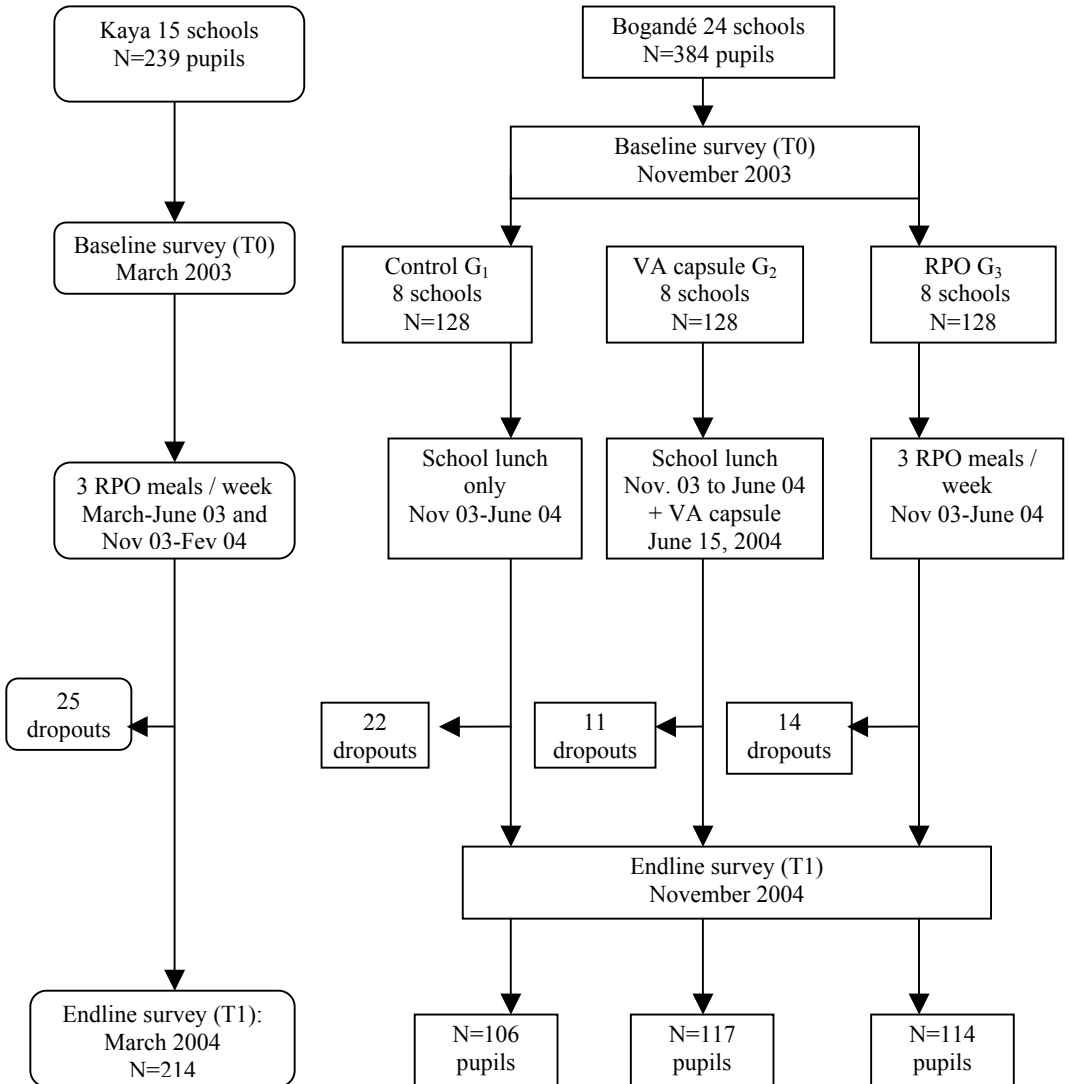 Kaya 15 schools
N=239 pupils
Bogandé 24 schools
N=384 pupils
Baseline survey (T0)
November 2003
Baseline survey (T0)
March 2003
Control G₁
8 schools
N=128
VA capsule G₂
8 schools
N=128
RPO G₃
8 schools
N=128
3 RPO meals / week
March-June 03 and
Nov 03-Fev 04
School lunch
only
Nov 03-June 04
School lunch
Nov. 03 to June 04
+ VA capsule
June 15, 2004
3 RPO meals /
week
Nov 03-June 04
25
dropouts
22
dropouts
11
dropouts
14
dropouts
Endline survey (T1)
November 2004
Endline survey (T1):
March 2004
N=214
N=106
pupils
N=117
pupils
N=114
pupils